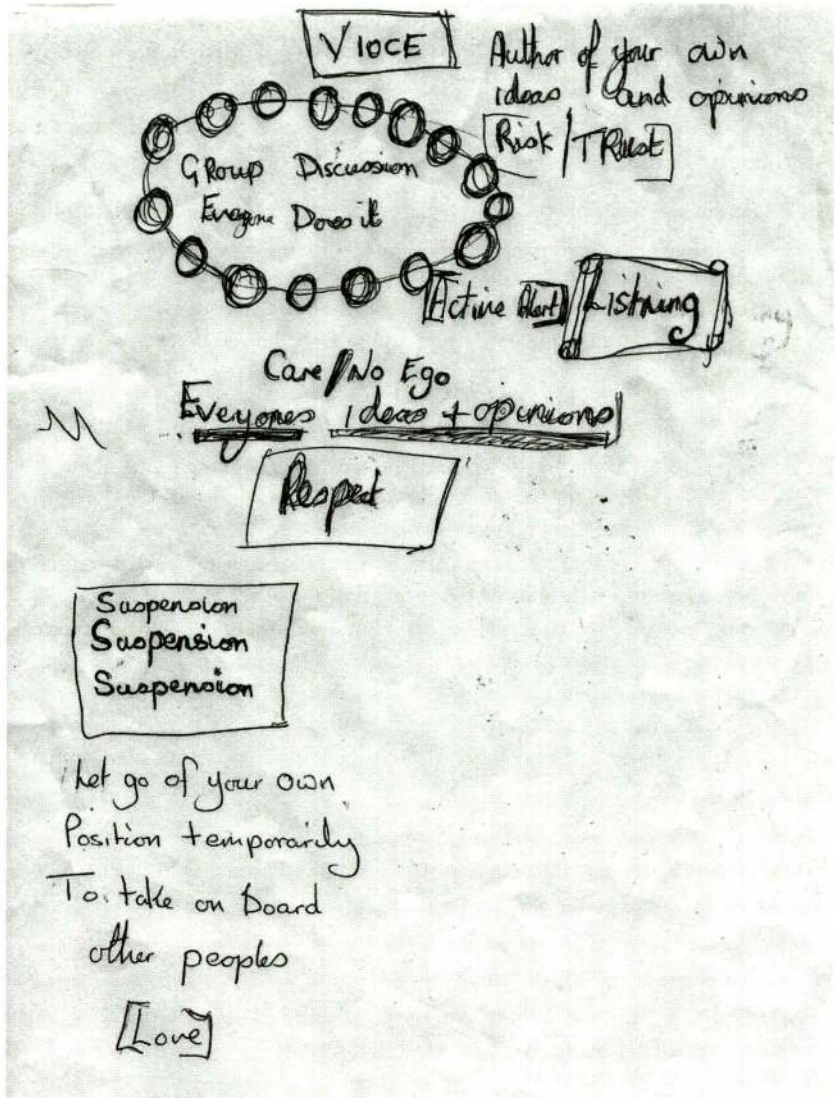 VIOCE
Author of your own
ideas and opinions
[Risk / TRust]
GRoup Discussion
Everyone Does it
[Active Alert] Listning
Care / No Ego
Everyones ideas + opinions
Respect
Suspension
Suspension
Suspension
Let go of your own
Position temporarily
To take on Board
other peoples
[Love]